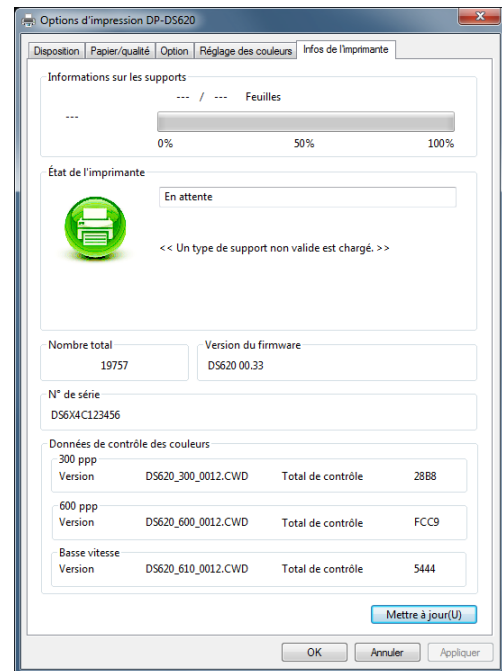 Options d'impression DP-DS620
Disposition Papier/qualité Option Réglage des couleurs Infos de l'imprimante
Informations sur les supports
--- / --- Feuilles
---
0% 50% 100%
État de l'imprimante
En attente
<< Un type de support non valide est chargé. >>
Nombre total Version du firmware
19757 DS620 00.33
N° de série
DS6X4C123456
Données de contrôle des couleurs
300 ppp
Version DS620_300_0012.CWD Total de contrôle 28B8
600 ppp
Version DS620_600_0012.CWD Total de contrôle FCC9
Basse vitesse
Version DS620_610_0012.CWD Total de contrôle 5444
Mettre à jour(U)
OK Annuler Appliquer